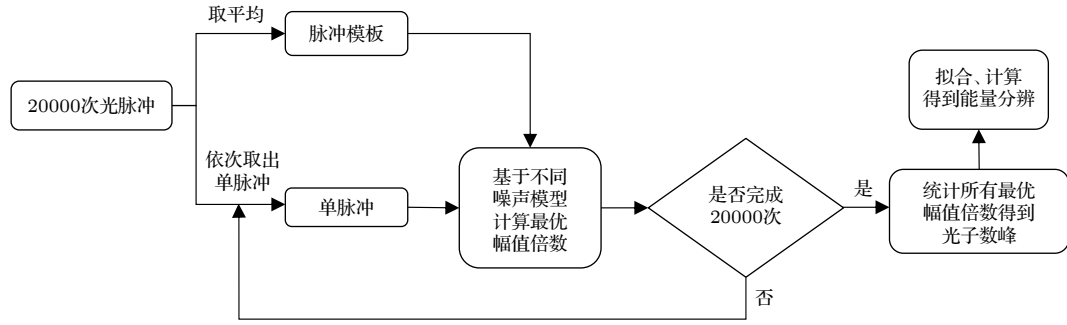 取平均
脉冲模板
20000次光脉冲
依次取出
单脉冲
单脉冲
基于不同
噪声模型
计算最优
幅值倍数
是否完成
20000次
是
否
拟合、计算
得到能量分辨
统计所有最优
幅值倍数得到
光子数峰